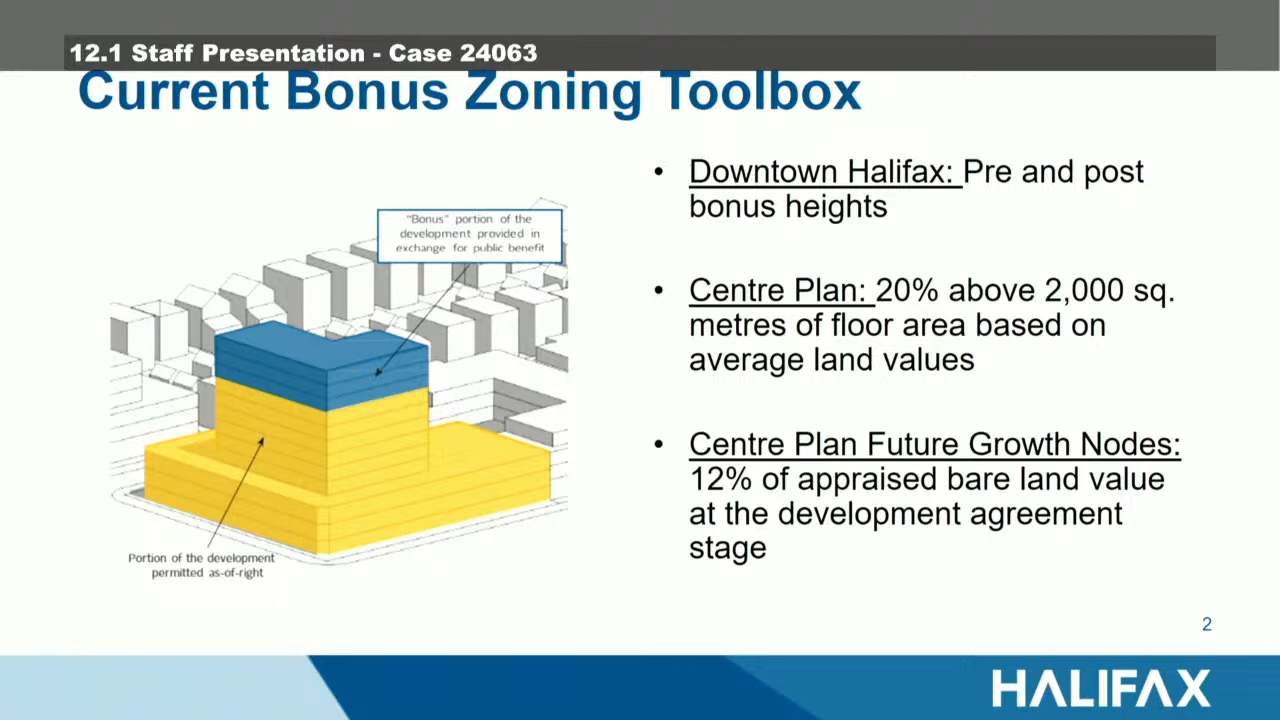 12.1 Staff Presentation - Case 24063
Current Bonus Zoning Toolbox
"Bonus" portion of the
development provided in
exchange for public benefit
Portion of the development
permitted as-of-right
• Downtown Halifax: Pre and post
bonus heights
• Centre Plan: 20% above 2,000 sq.
metres of floor area based on
average land values
• Centre Plan Future Growth Nodes:
12% of appraised bare land value
at the development agreement
stage
2
HALIFAX